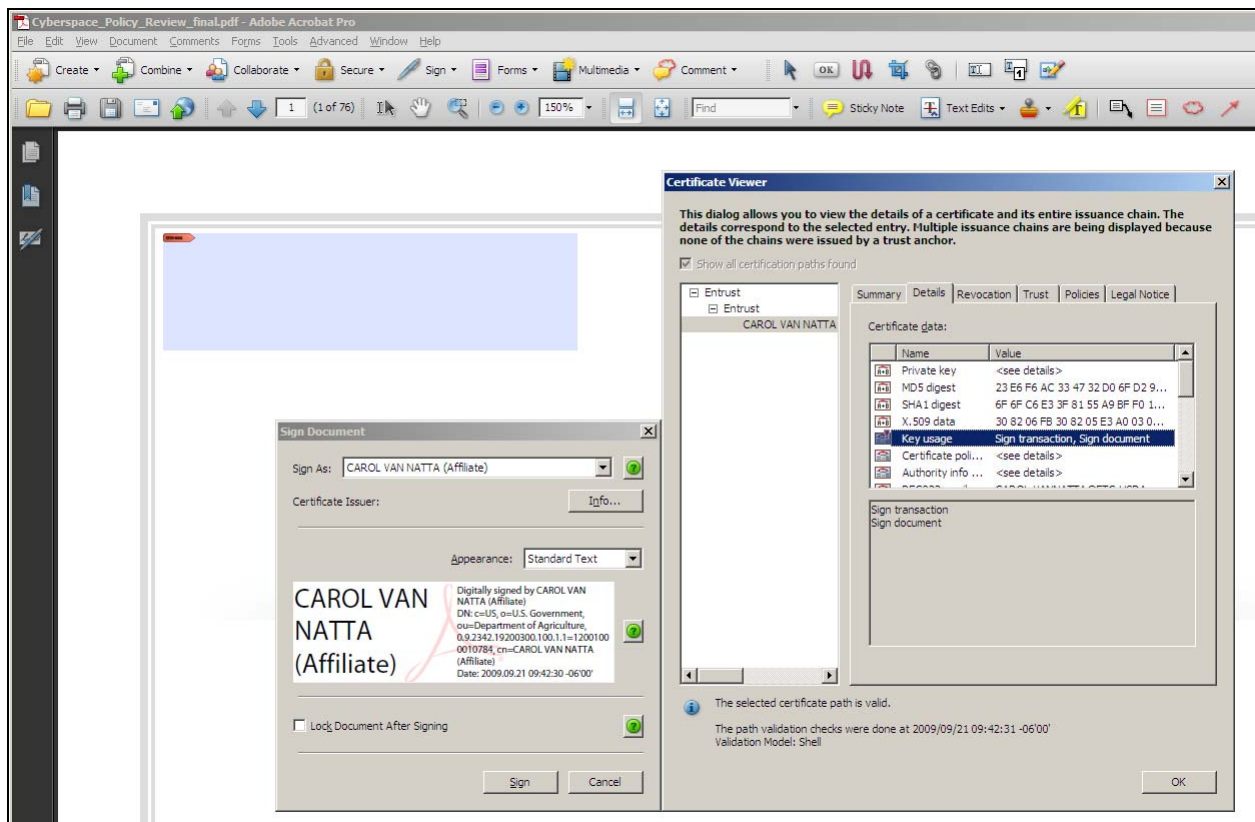 Cyberspace_Policy_Review_final.pdf - Adobe Acrobat Pro
File Edit View Document Comments Forms Tools Advanced Window Help
Create Combine Collaborate Secure Sign Forms Multimedia Comment OK
1 (1 of 76) 150% Find Sticky Note Text Edits
Certificate Viewer
This dialog allows you to view the details of a certificate and its entire issuance chain. The
details correspond to the selected entry. Multiple issuance chains are being displayed because
none of the chains were issued by a trust anchor.
Show all certification paths found
Entrust
Entrust
CAROL VAN NATTA
Summary Details Revocation Trust Policies Legal Notice
Certificate data:
Name Value
Private key <see details>
MD5 digest 23 E6 F6 AC 33 47 32 D0 6F D2 9...
SHA1 digest 6F 6F C6 E3 3F 81 55 A9 BF F0 1...
X.509 data 30 82 06 FB 30 82 05 E3 A0 03 0...
Key usage Sign transaction, Sign document
Certificate poli... <see details>
Authority info ... <see details>
Sign transaction
Sign document
The selected certificate path is valid.
The path validation checks were done at 2009/09/21 09:42:31 -06'00'
Validation Model: Shell
OK
Sign Document
Sign As: CAROL VAN NATTA (Affiliate)
Certificate Issuer: Info...
Appearance: Standard Text
CAROL VAN
NATTA
(Affiliate)
Digitally signed by CAROL VAN
NATTA (Affiliate)
DN: c=US, o=U.S. Government,
ou=Department of Agriculture,
0.9.2342.19200300.100.1.1=1200100
0010784, cn=CAROL VAN NATTA
(Affiliate)
Date: 2009.09.21 09:42:30 -06'00'
Lock Document After Signing
Sign Cancel